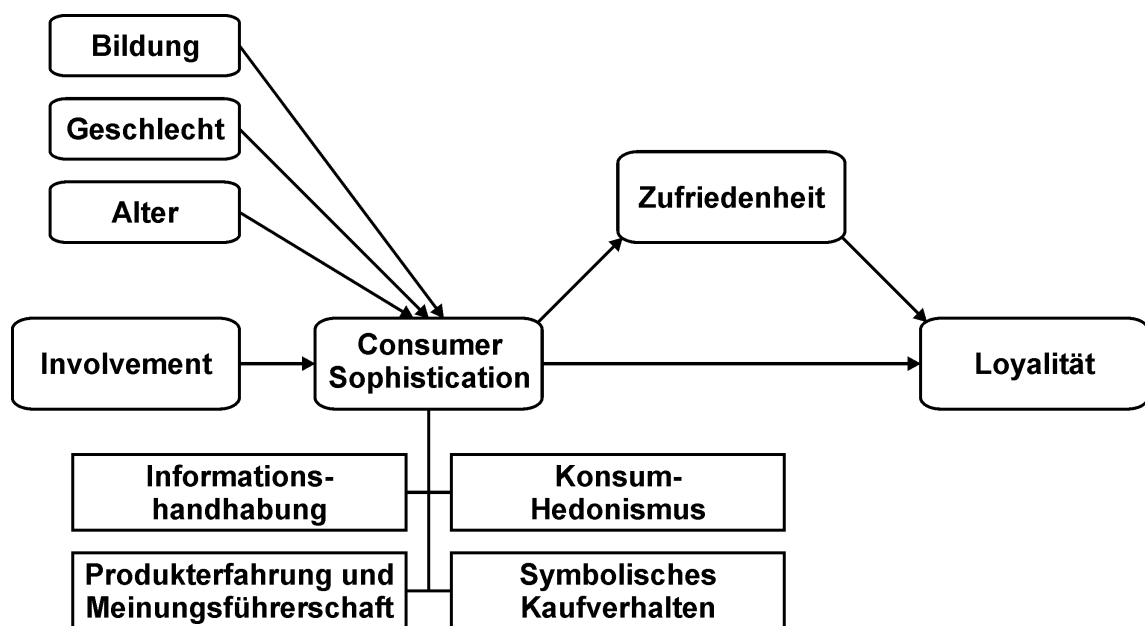 Bildung
Geschlecht
Alter
Zufriedenheit
Involvement
Consumer
Sophistication
Loyalität
Informations-
handhabung
Konsum-
Hedonismus
Produkterfahrung und
Meinungsführerschaft
Symbolisches
Kaufverhalten